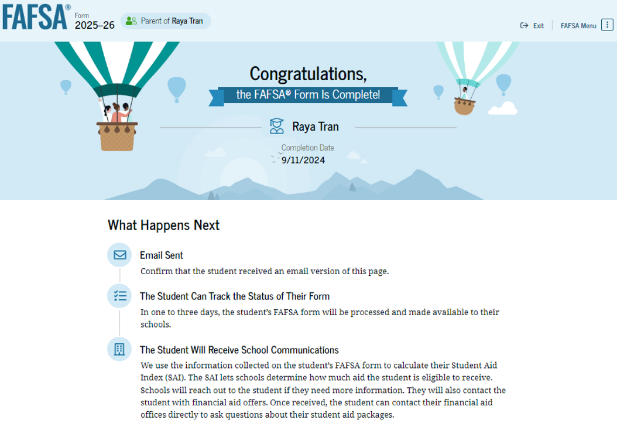 FAFSA®
Form
2025–26
Parent of Raya Tran
Exit
FAFSA Menu
Congratulations,
the FAFSA® Form Is Complete!
Raya Tran
Completion Date
9/11/2024
What Happens Next
Email Sent
Confirm that the student received an email version of this page.
The Student Can Track the Status of Their Form
In one to three days, the student's FAFSA form will be processed and made available to their
schools.
The Student Will Receive School Communications
We use the information collected on the student's FAFSA form to calculate their Student Aid
Index (SAI). The SAI lets schools determine how much aid the student is eligible to receive.
Schools will reach out to the student if they need more information. They will also contact the
student with financial aid offers. Once received, the student can contact their financial aid
offices directly to ask questions about their student aid packages.